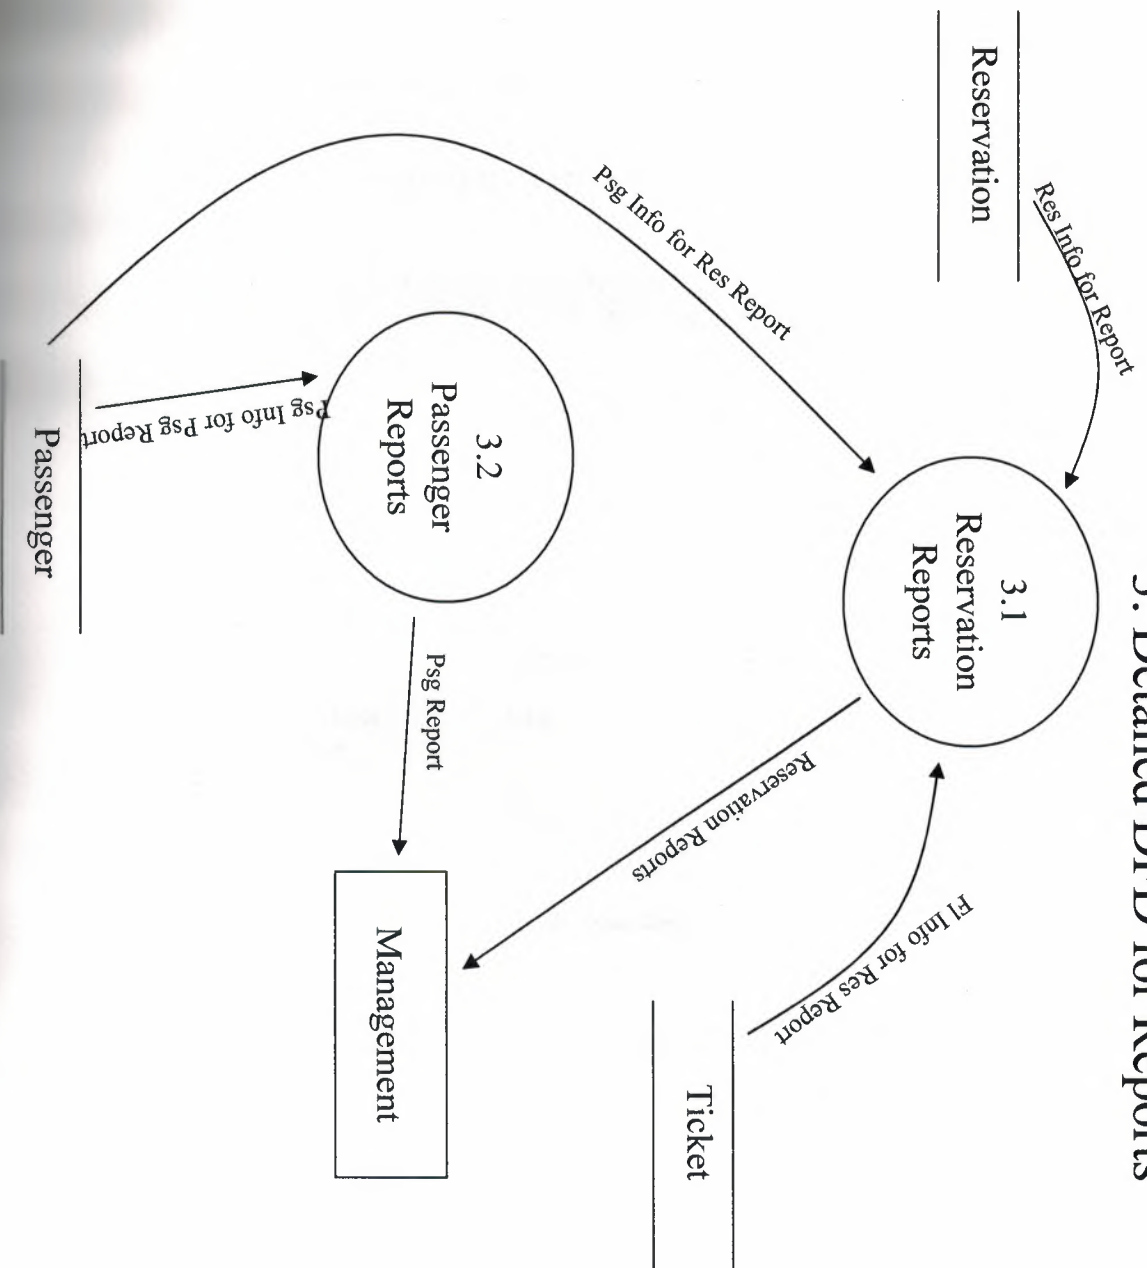 Detailed DFD for Reports
Reservation
Res Info for Report
3.1
Reservation
Reports
Psg Info for Res Report
3.2
Passenger
Reports
Psg Info for Psg Report
Passenger
Psg Report
Reservation Reports
Fl Info for Res Report
Ticket
Management